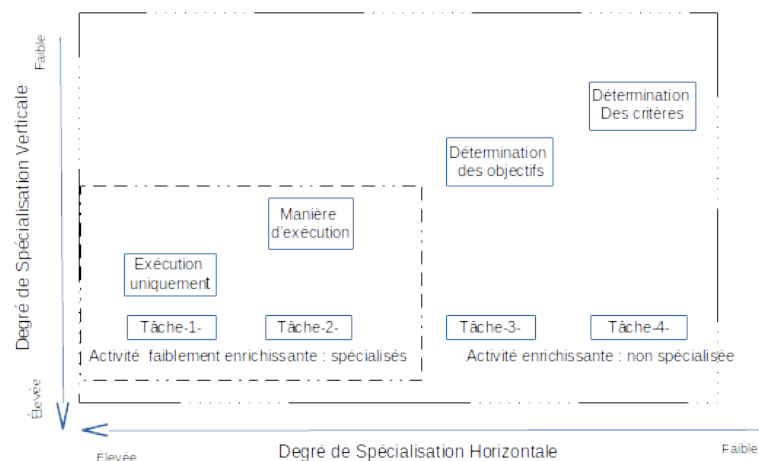 Faible
Degré de Spécialisation Verticale
Élevée
Détermination
Des critères
Détermination
des objectifs
Manière
d'exécution
Exécution
uniquement
Tâche-1-
Tâche-2-
Tâche-3-
Tâche-4-
Activité faiblement enrichissante : spécialisés
Activité enrichissante : non spécialisée
Elevée
Degré de Spécialisation Horizontale
Faible